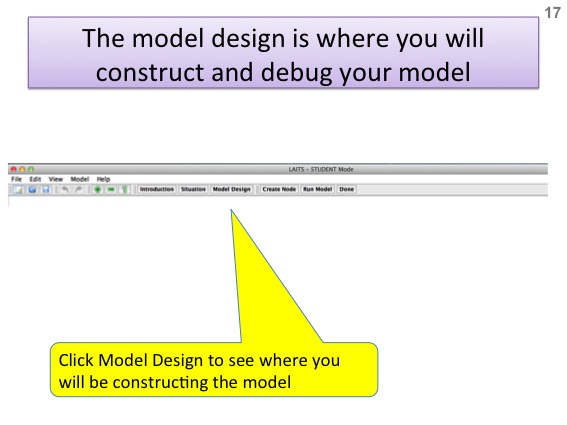 17
The model design is where you will
construct and debug your model
LAITS – STUDENT Mode
File Edit View Model Help
Introduction Situation Model Design Create Node Run Model Done
Click Model Design to see where you
will be constructing the model